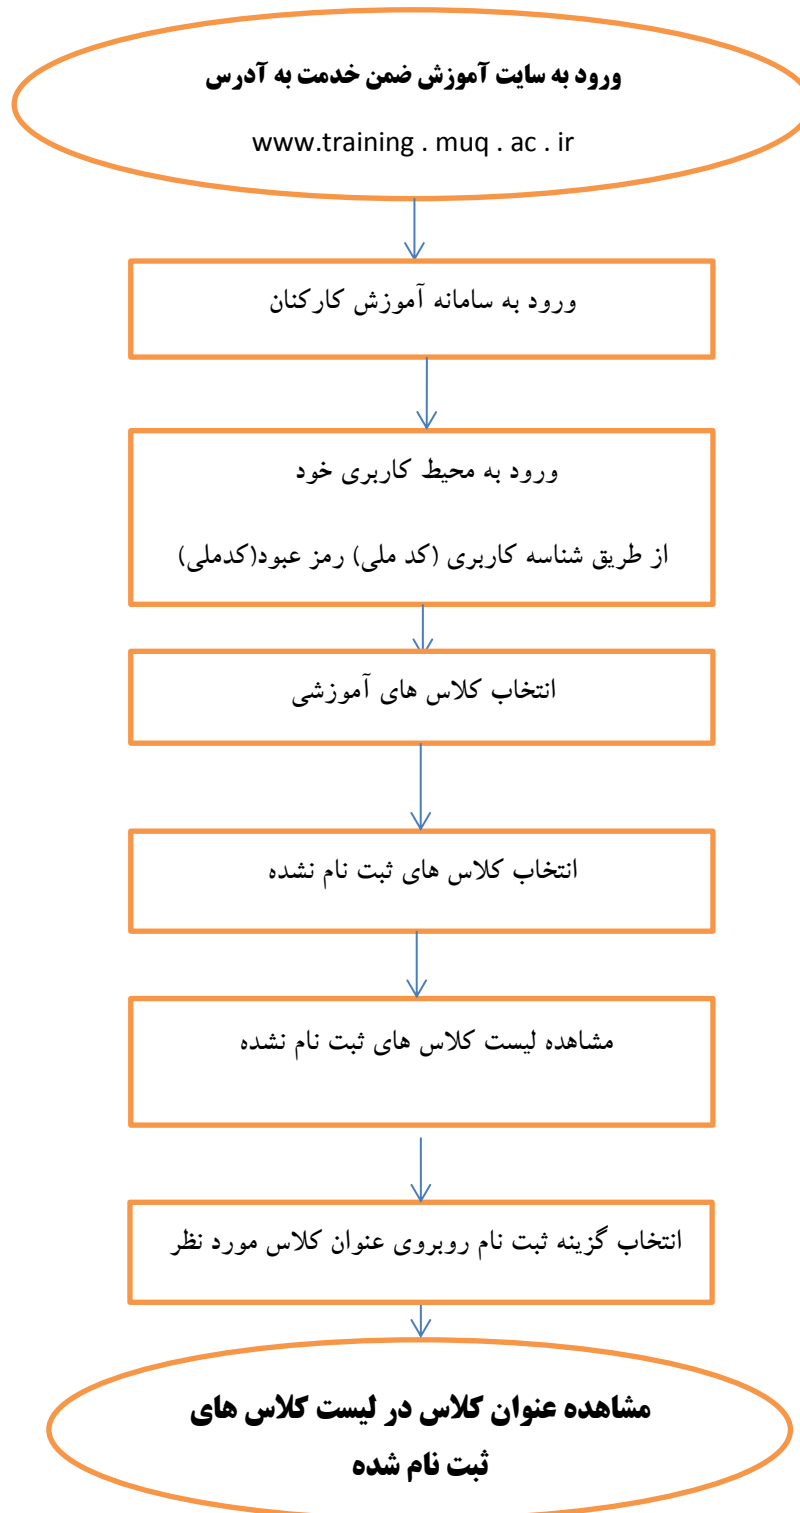 ورود به سایت آموزش ضمن خدمت به آدرس
www.training . muq . ac . ir
ورود به سامانه آموزش کارکنان
ورود به محیط کاربری خود
از طریق شناسه کاربری (کد ملی) رمز عبود(کدملی)
انتخاب کلاس های آموزشی
انتخاب کلاس های ثبت نام نشده
مشاهده لیست کلاس های ثبت نام نشده
انتخاب گزینه ثبت نام روبروی عنوان کلاس مورد نظر
مشاهده عنوان کلاس در لیست کلاس های
ثبت نام شده